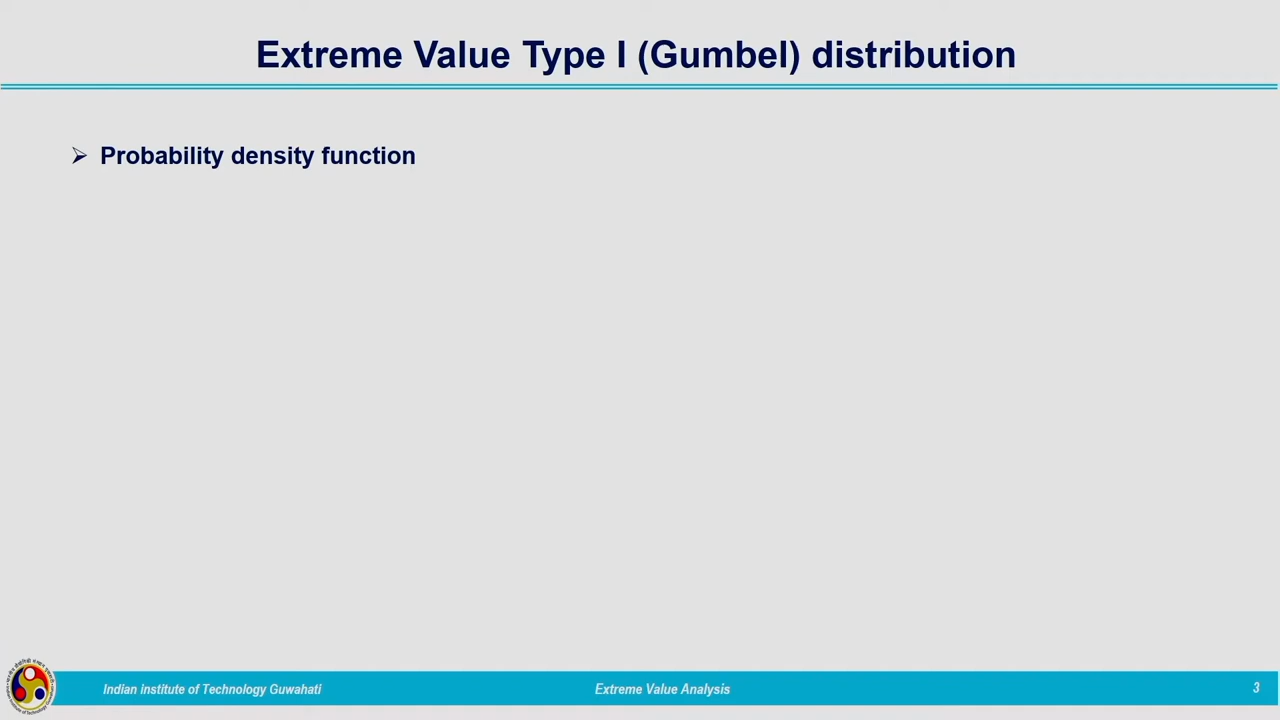 Extreme Value Type I (Gumbel) distribution
➢ Probability density function
Indian institute of Technology Guwahati
Extreme Value Analysis
3